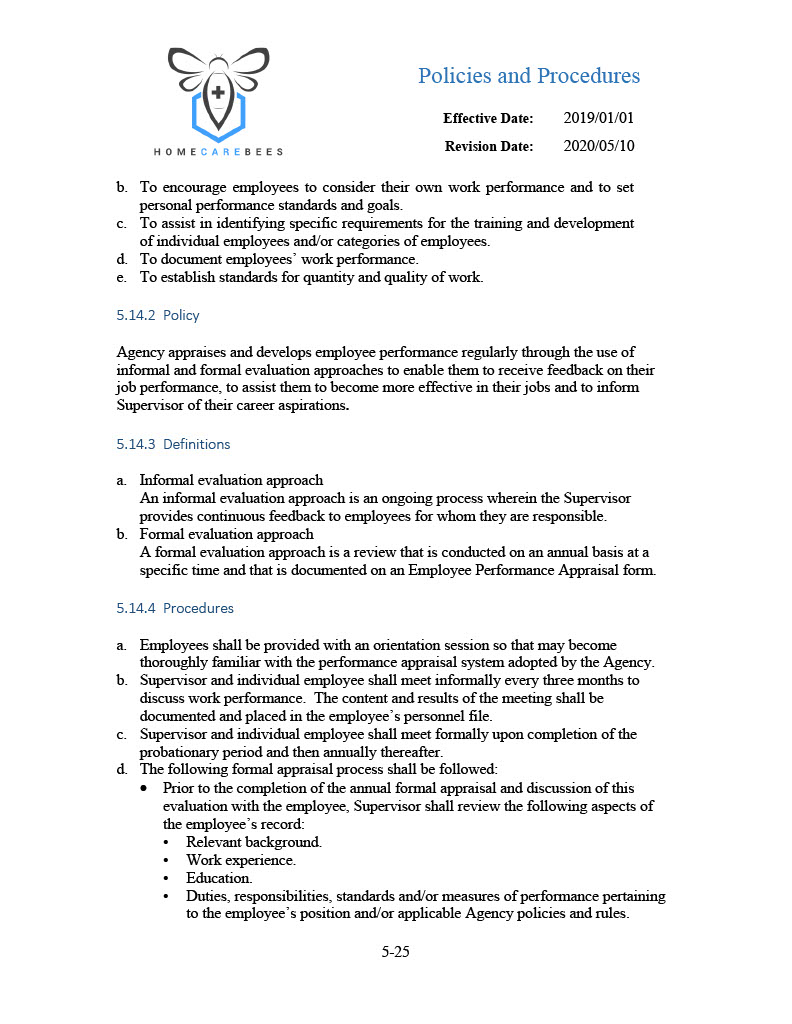 HOMECAREBEES
Policies and Procedures
Effective Date: 2019/01/01
Revision Date: 2020/05/10
b. To encourage employees to consider their own work performance and to set
personal performance standards and goals.
c. To assist in identifying specific requirements for the training and development
of individual employees and/or categories of employees.
d. To document employees’ work performance.
e. To establish standards for quantity and quality of work.
5.14.2 Policy
Agency appraises and develops employee performance regularly through the use of
informal and formal evaluation approaches to enable them to receive feedback on their
job performance, to assist them to become more effective in their jobs and to inform
Supervisor of their career aspirations.
5.14.3 Definitions
a. Informal evaluation approach
An informal evaluation approach is an ongoing process wherein the Supervisor
provides continuous feedback to employees for whom they are responsible.
b. Formal evaluation approach
A formal evaluation approach is a review that is conducted on an annual basis at a
specific time and that is documented on an Employee Performance Appraisal form.
5.14.4 Procedures
a. Employees shall be provided with an orientation session so that may become
thoroughly familiar with the performance appraisal system adopted by the Agency.
b. Supervisor and individual employee shall meet informally every three months to
discuss work performance. The content and results of the meeting shall be
documented and placed in the employee’s personnel file.
c. Supervisor and individual employee shall meet formally upon completion of the
probationary period and then annually thereafter.
d. The following formal appraisal process shall be followed:
• Prior to the completion of the annual formal appraisal and discussion of this
evaluation with the employee, Supervisor shall review the following aspects of
the employee’s record:
• Relevant background.
• Work experience.
• Education.
• Duties, responsibilities, standards and/or measures of performance pertaining
to the employee’s position and/or applicable Agency policies and rules.
5-25